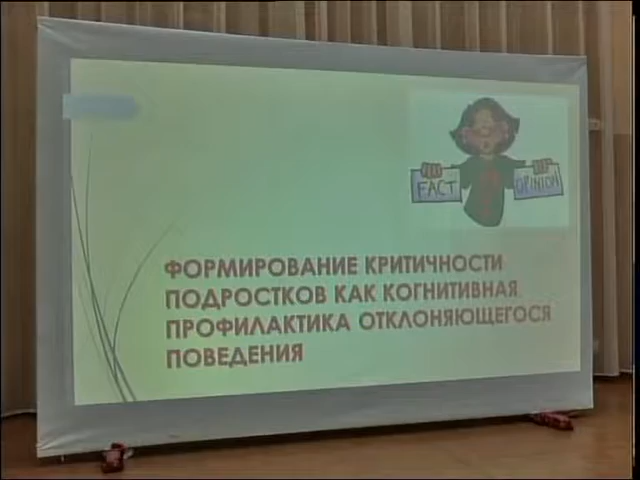 FACT OPINION
ФОРМИРОВАНИЕ КРИТИЧНОСТИ
ПОДРОСТКОВ КАК КОГНИТИВНАЯ
ПРОФИЛАКТИКА ОТКЛОНЯЮЩЕГОСЯ
ПОВЕДЕНИЯ